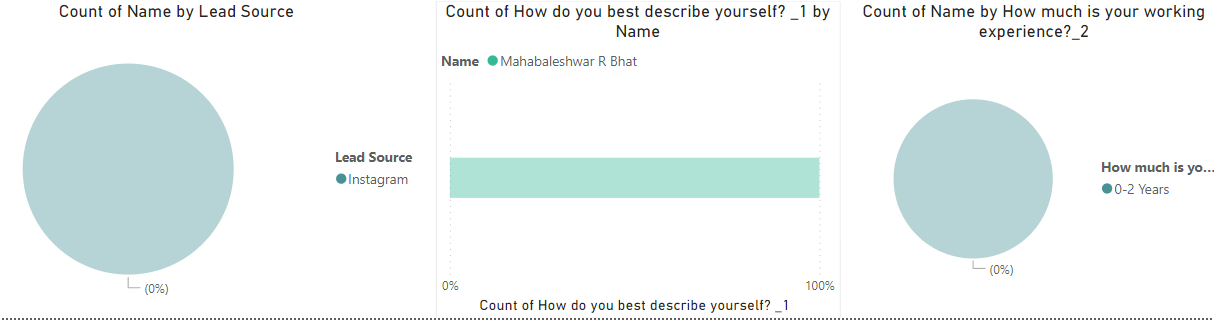 Count of Name by Lead Source
Lead Source
Instagram
(0%)
Count of How do you best describe yourself? _1 by
Name
Name Mahabaleshwar R Bhat
0% 100%
Count of How do you best describe yourself? _1
Count of Name by How much is your working
experience?_2
How much is yo...
0-2 Years
(0%)